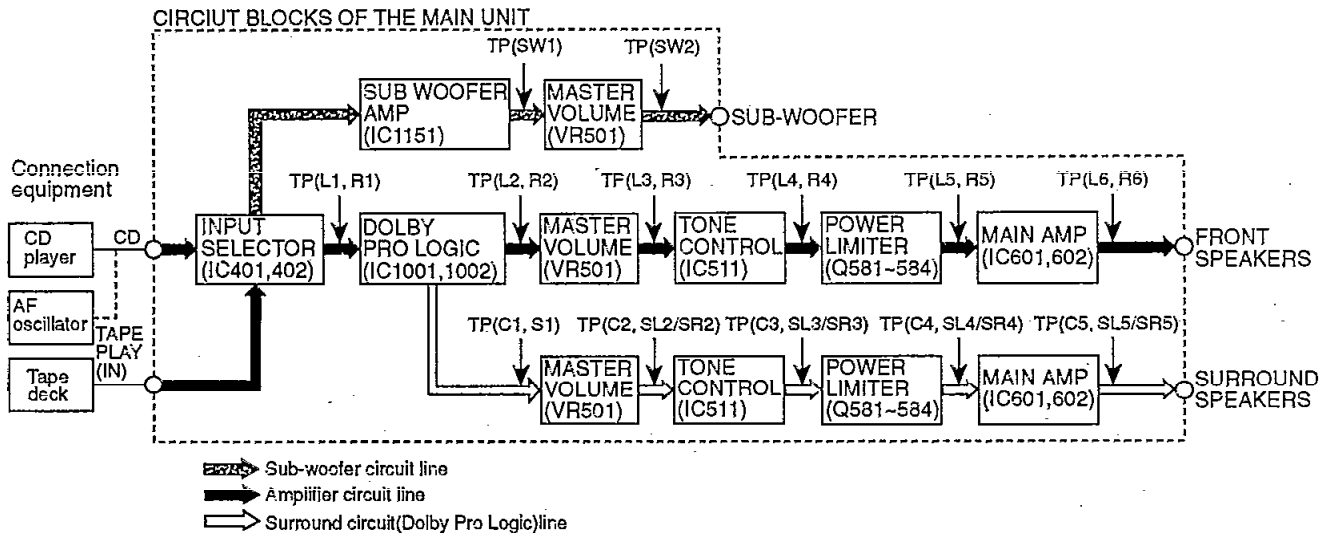 CIRCIUT BLOCKS OF THE MAIN UNIT
TP(SW1)
TP(SW2)
SUB WOOFER
AMP
(IC1151)
MASTER
VOLUME
(VR501)
SUB-WOOFER
Connection
equipment
TP(L1, R1)
TP(L2, R2)
TP(L3, R3)
TP(L4, R4)
TP(L5, R5)
TP(L6, R6)
CD
player
CD
INPUT
SELECTOR
(IC401,402)
DOLBY
PRO LOGIC
(IC1001,1002)
MASTER
VOLUME
(VR501)
TONE
CONTROL
(IC511)
POWER
LIMITER
(Q581~584)
MAIN AMP
(IC601,602)
FRONT
SPEAKERS
AF
oscillator
TAPE
PLAY
(IN)
Tape
deck
TP(C1, S1)
TP(C2, SL2/SR2)
TP(C3, SL3/SR3)
TP(C4, SL4/SR4)
TP(C5, SL5/SR5)
MASTER
VOLUME
(VR501)
TONE
CONTROL
(IC511)
POWER
LIMITER
(Q581~584)
MAIN AMP
(IC601,602)
SURROUND
SPEAKERS
Sub-woofer circuit line
Amplifier circuit line
Surround circuit(Dolby Pro Logic)line